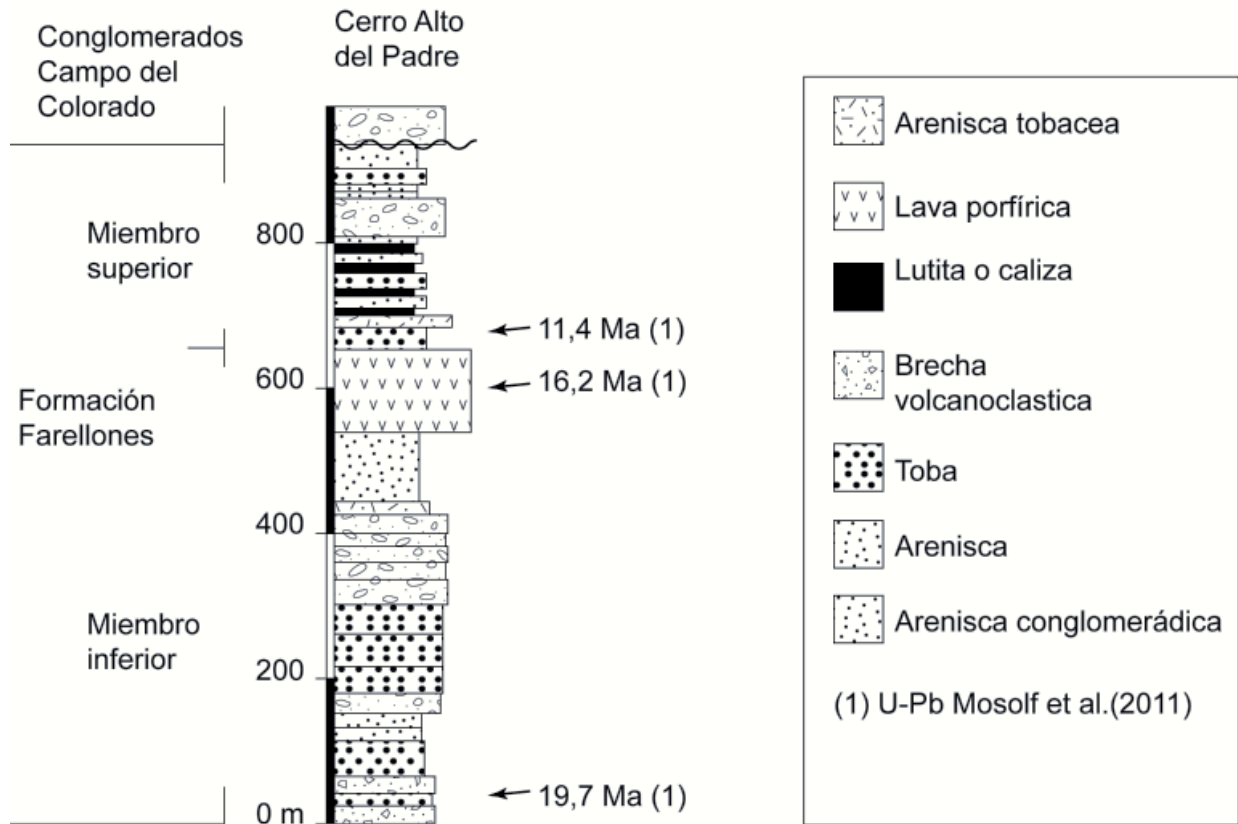 Conglomerados
Campo del
Colorado
Cerro Alto
del Padre
Miembro
superior
800
11,4 Ma (1)
600
16,2 Ma (1)
Formación
Farellones
400
Miembro
inferior
200
19,7 Ma (1)
0 m
Arenisca tobacea
Lava porfírica
Lutita o caliza
Brecha
volcanoclastica
Toba
Arenisca
Arenisca conglomerádica
(1) U-Pb Mosolf et al.(2011)